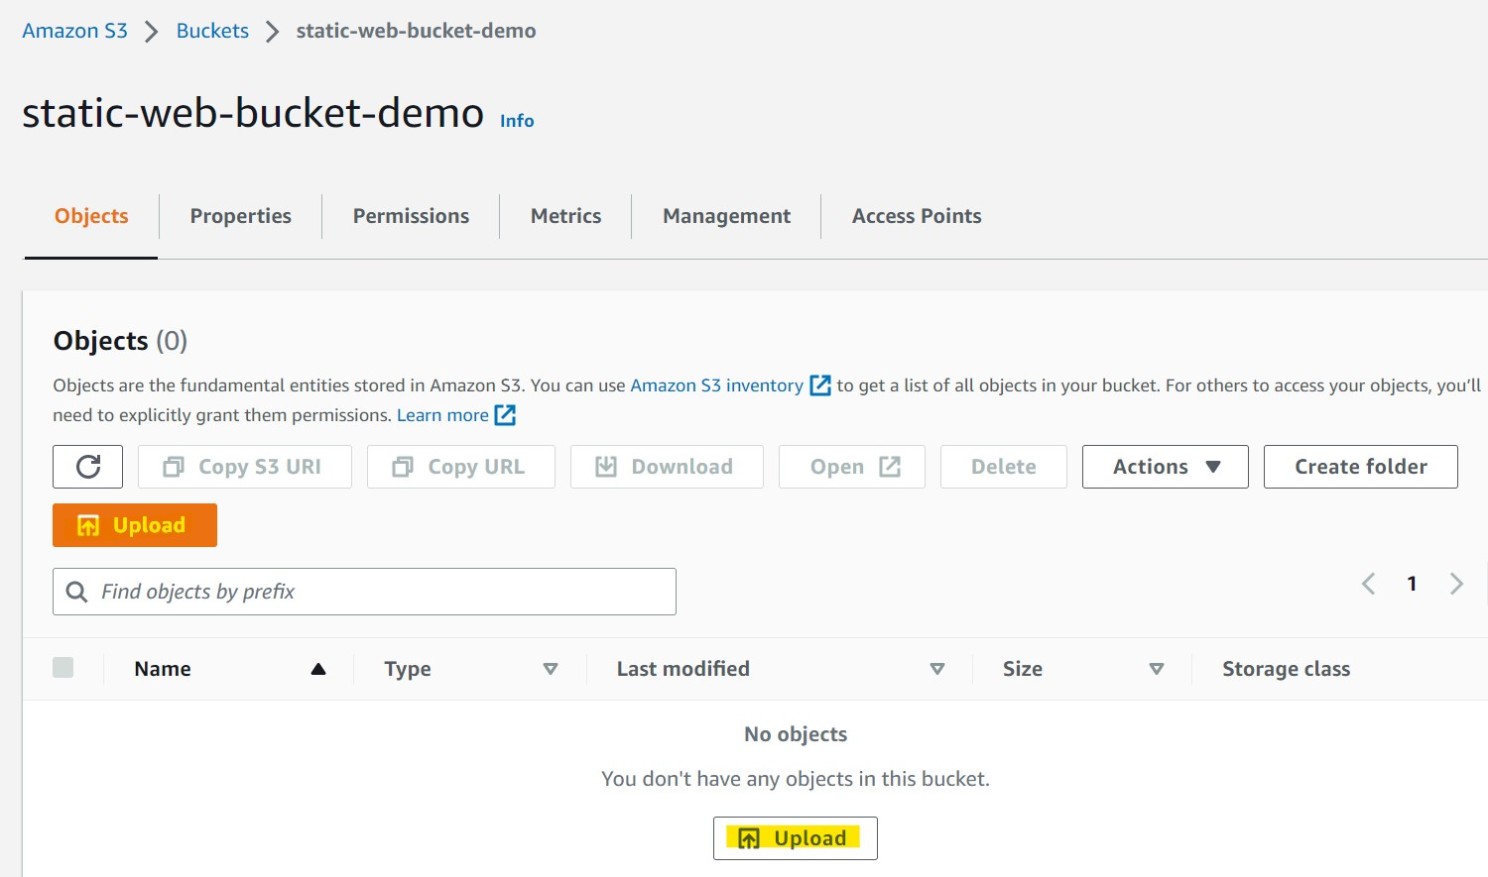 Amazon S3 > Buckets > static-web-bucket-demo
static-web-bucket-demo Info
Objects Properties Permissions Metrics Management Access Points
Objects (0)
Objects are the fundamental entities stored in Amazon S3. You can use Amazon S3 inventory to get a list of all objects in your bucket. For others to access your objects, you'll
need to explicitly grant them permissions. Learn more
Copy S3 URI Copy URL Download Open Delete Actions Create folder
Upload
Find objects by prefix 1
Name Type Last modified Size Storage class
No objects
You don't have any objects in this bucket.
Upload